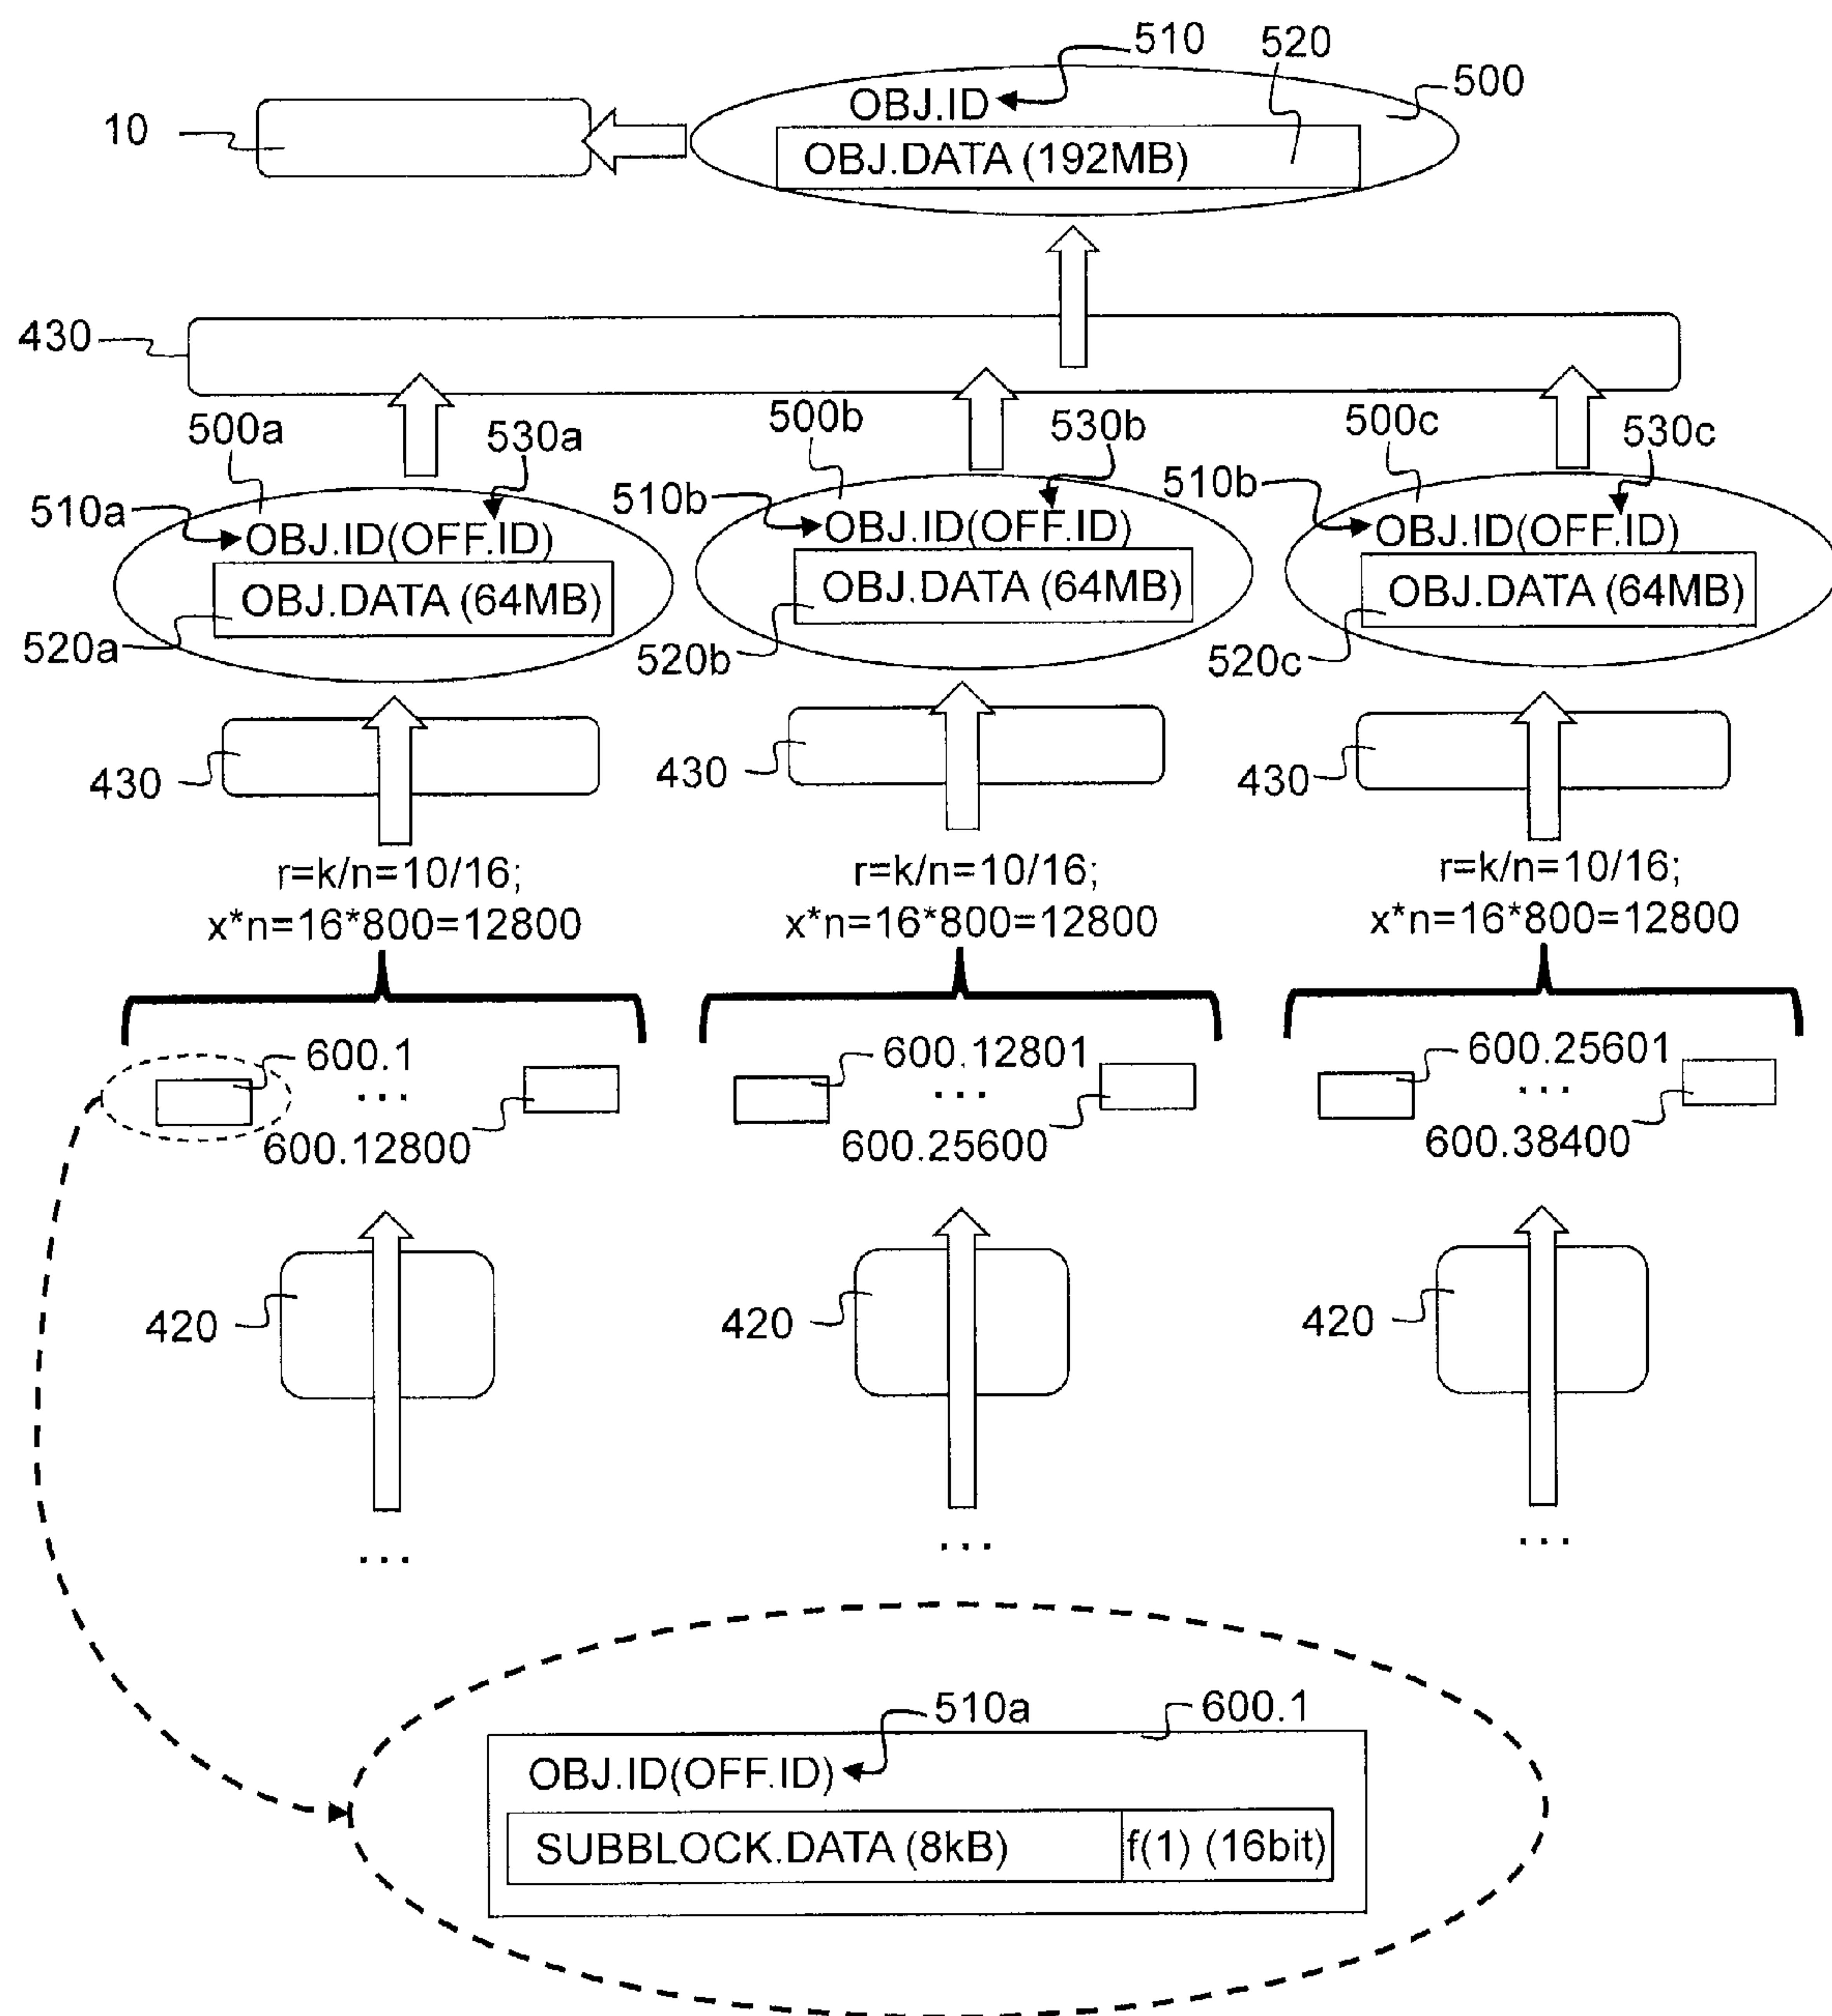 510
520
500
OBJ.ID
10
OBJ.DATA (192MB)
430
500a
530a
500b
530b
500c
530c
510a
510b
510b
OBJ.ID(OFF.ID)
OBJ.ID(OFF.ID)
OBJ.ID(OFF.ID)
OBJ.DATA (64MB)
OBJ.DATA (64MB)
OBJ.DATA (64MB)
520a
520b
520c
430
430
430
r=k/n=10/16;
x*n=16*800=12800
r=k/n=10/16;
x*n=16*800=12800
r=k/n=10/16;
x*n=16*800=12800
600.1
...
600.12800
600.12801
...
600.25600
600.25601
...
600.38400
420
420
420
...
...
...
510a
600.1
OBJ.ID(OFF.ID)
SUBBLOCK.DATA (8kB)
f(1) (16bit)